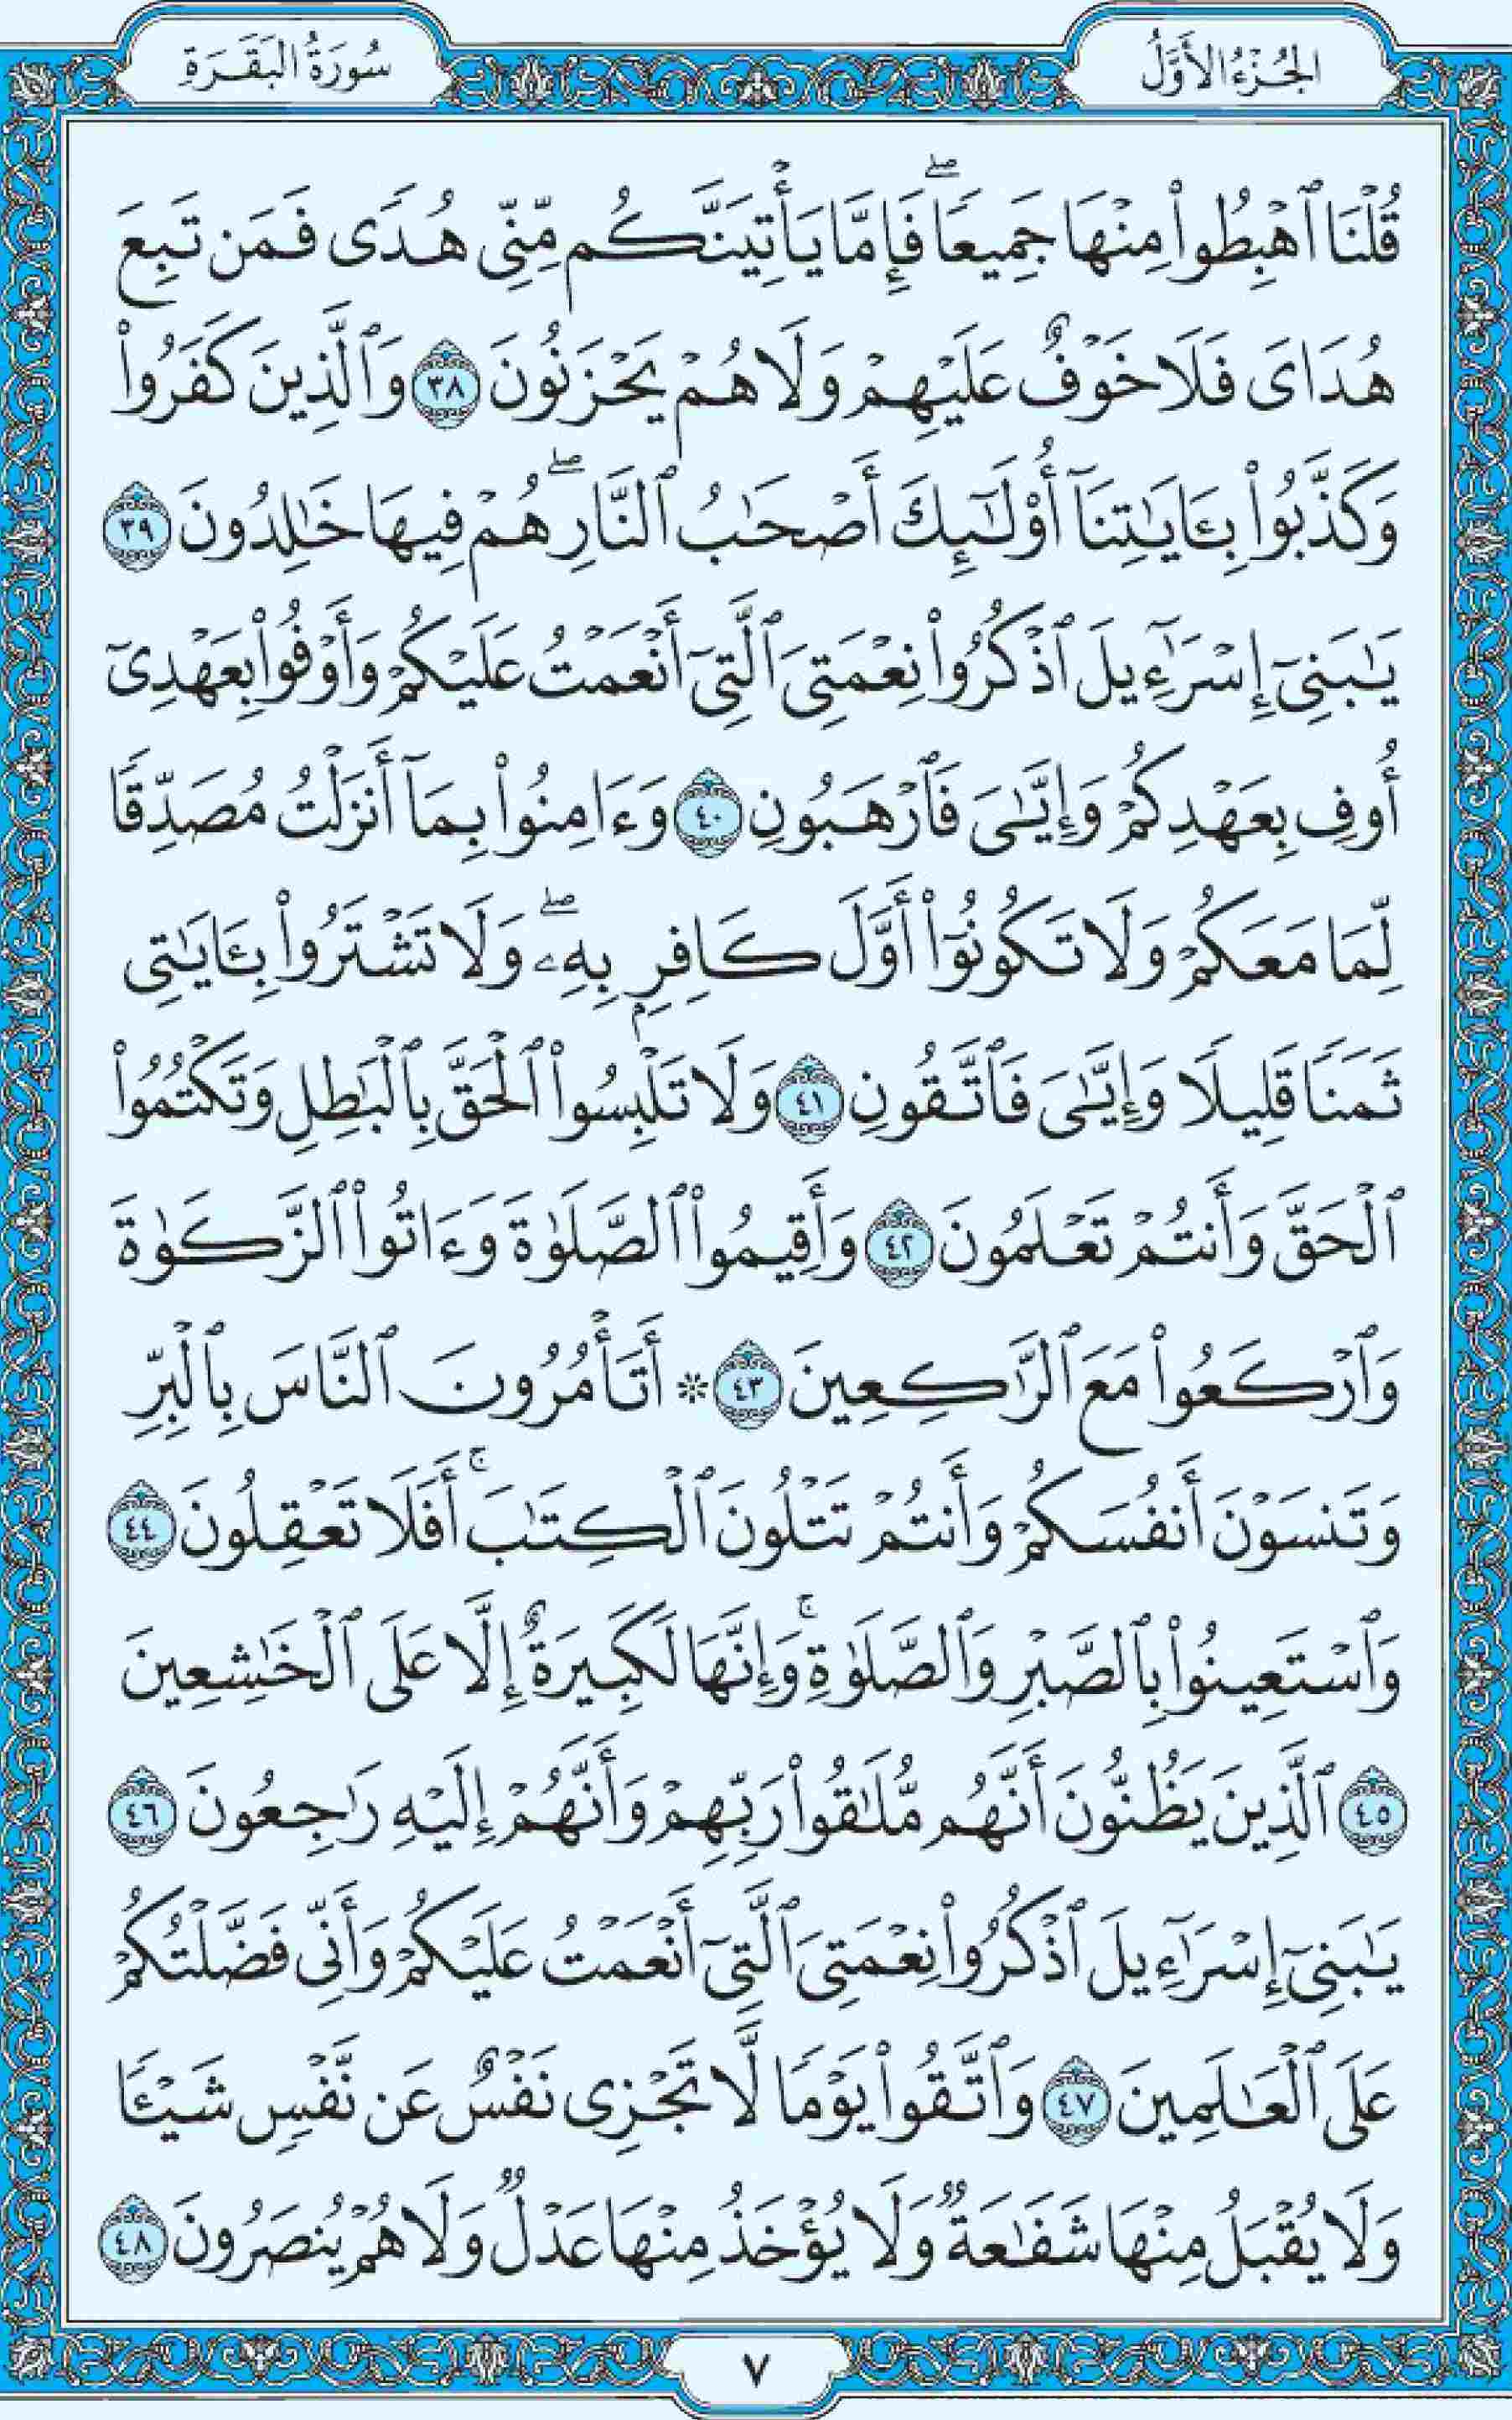 الجُزْءُ الأَوَّلُ
سُورَةُ البَقَرَةِ
قُلْنَا ٱهْبِطُوا۟ مِنْهَا جَمِيعًۭا ۖ فَإِمَّا يَأْتِيَنَّكُم مِّنِّى هُدًۭى فَمَن تَبِعَ
هُدَاىَ فَلَا خَوْفٌ عَلَيْهِمْ وَلَا هُمْ يَحْزَنُونَ ٣٨ وَٱلَّذِينَ كَفَرُوا۟
وَكَذَّبُوا۟ بِـَٔايَـٰتِنَآ أُو۟لَـٰٓئِكَ أَصْحَـٰبُ ٱلنَّارِ ۖ هُمْ فِيهَا خَـٰلِدُونَ ٣٩
يَـٰبَنِىٓ إِسْرَٰٓءِيلَ ٱذْكُرُوا۟ نِعْمَتِىَ ٱلَّتِىٓ أَنْعَمْتُ عَلَيْكُمْ وَأَوْفُوا۟ بِعَهْدِىٓ
أُوفِ بِعَهْدِكُمْ وَإِيَّـٰىَ فَٱرْهَبُونِ ٤٠ وَءَامِنُوا۟ بِمَآ أَنزَلْتُ مُصَدِّقًۭا
لِّمَا مَعَكُمْ وَلَا تَكُونُوٓا۟ أَوَّلَ كَافِرٍۭ بِهِۦ ۖ وَلَا تَشْتَرُوا۟ بِـَٔايَـٰتِى
ثَمَنًۭا قَلِيلًۭا وَإِيَّـٰىَ فَٱتَّقُونِ ٤١ وَلَا تَلْبِسُوا۟ ٱلْحَقَّ بِٱلْبَـٰطِلِ وَتَكْتُمُوا۟
ٱلْحَقَّ وَأَنتُمْ تَعْلَمُونَ ٤٢ وَأَقِيمُوا۟ ٱلصَّلَوٰةَ وَءَاتُوا۟ ٱلزَّكَوٰةَ
وَٱرْكَعُوا۟ مَعَ ٱلرَّٰكِعِينَ ٤٣ ۞ أَتَأْمُرُونَ ٱلنَّاسَ بِٱلْبِرِّ
وَتَنسَوْنَ أَنفُسَكُمْ وَأَنتُمْ تَتْلُونَ ٱلْكِتَـٰبَ ۚ أَفَلَا تَعْقِلُونَ ٤٤
وَٱسْتَعِينُوا۟ بِٱلصَّبْرِ وَٱلصَّلَوٰةِ ۚ وَإِنَّهَا لَكَبِيرَةٌ إِلَّا عَلَى ٱلْخَـٰشِعِينَ
٤٥ ٱلَّذِينَ يَظُنُّونَ أَنَّهُم مُّلَـٰقُوا۟ رَبِّهِمْ وَأَنَّهُمْ إِلَيْهِ رَٰجِعُونَ ٤٦
يَـٰبَنِىٓ إِسْرَٰٓءِيلَ ٱذْكُرُوا۟ نِعْمَتِىَ ٱلَّتِىٓ أَنْعَمْتُ عَلَيْكُمْ وَأَنِّى فَضَّلْتُكُمْ
عَلَى ٱلْعَـٰلَمِينَ ٤٧ وَٱتَّقُوا۟ يَوْمًۭا لَّا تَجْزِى نَفْسٌ عَن نَّفْسٍۢ شَيْـًۭٔا
وَلَا يُقْبَلُ مِنْهَا شَفَـٰعَةٌۭ وَلَا يُؤْخَذُ مِنْهَا عَدْلٌۭ وَلَا هُمْ يُنصَرُونَ ٤٨
٧